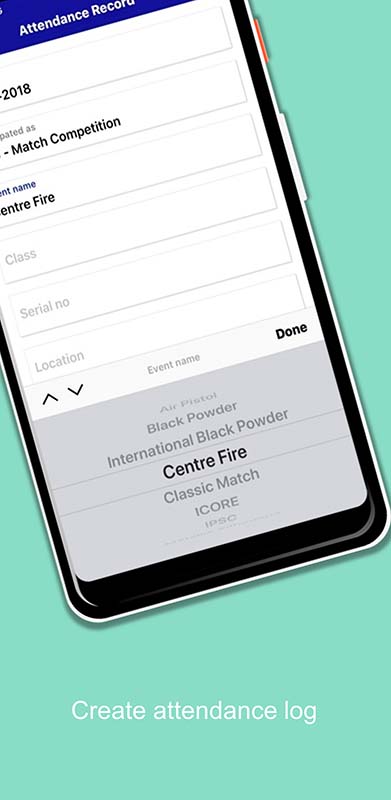 Attendance Record
-2018
pated as
- Match Competition
ent name
entre Fire
Class
Serial no
Location
Event name
Done
Air Pistol
Black Powder
International Black Powder
Centre Fire
Classic Match
ICORE
IPSC
Create attendance log